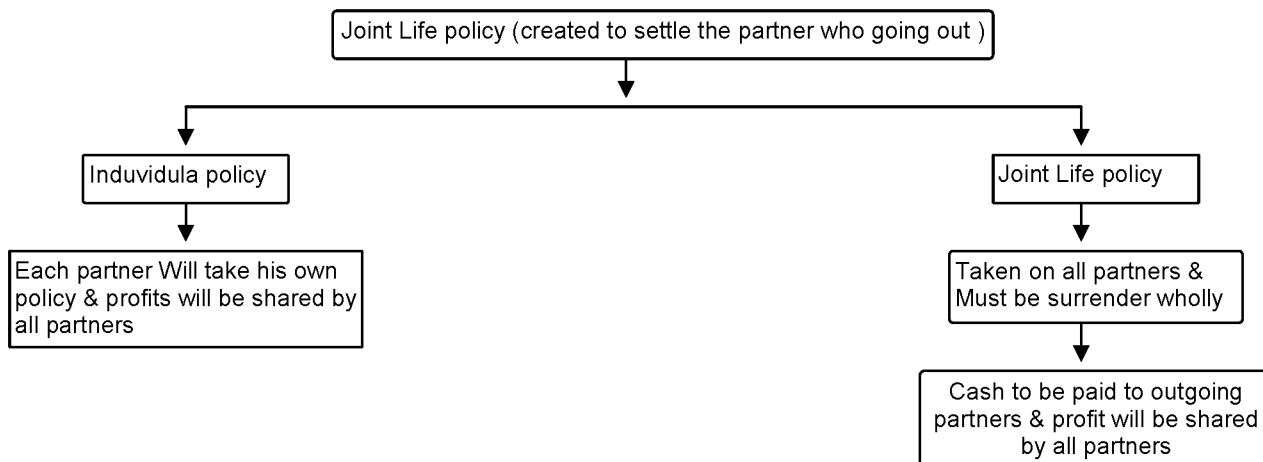 Joint Life policy (created to settle the partner who going out )
Induvidula policy
Joint Life policy
Each partner Will take his own
policy & profits will be shared by
all partners
Taken on all partners &
Must be surrender wholly
Cash to be paid to outgoing
partners & profit will be shared
by all partners